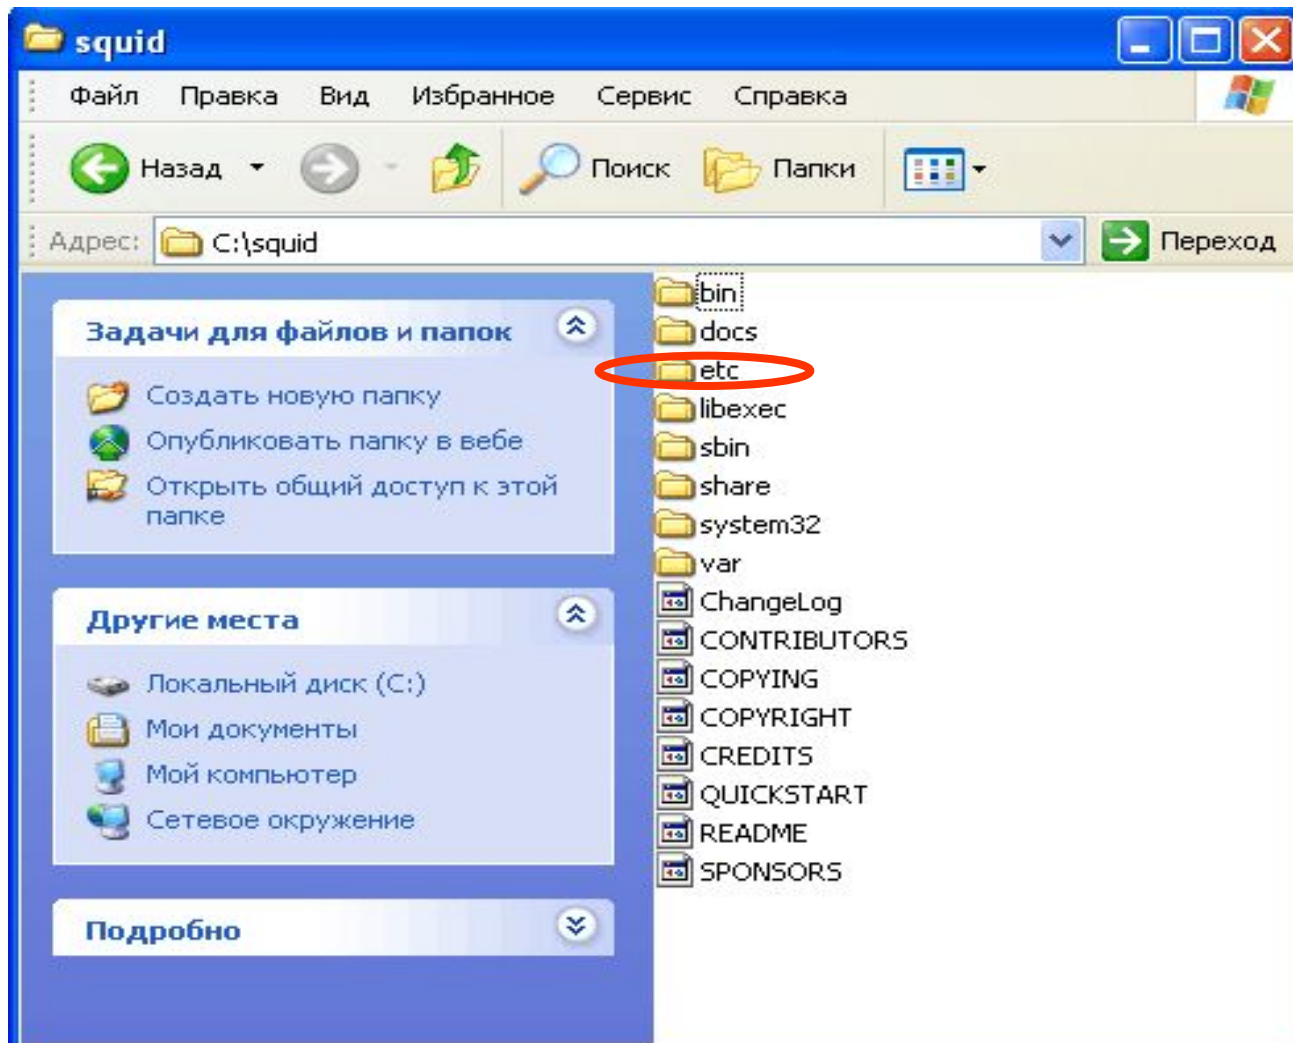 squid
Файл Правка Вид Избранное Сервис Справка
Назад Поиск Папки
Адрес: C:\squid Переход
Задачи для файлов и папок
Создать новую папку
Опубликовать папку в вебе
Открыть общий доступ к этой
папке
Другие места
Локальный диск (C:)
Мои документы
Мой компьютер
Сетевое окружение
Подробно
bin
docs
etc
libexec
sbin
share
system32
var
ChangeLog
CONTRIBUTORS
COPYING
COPYRIGHT
CREDITS
QUICKSTART
README
SPONSORS